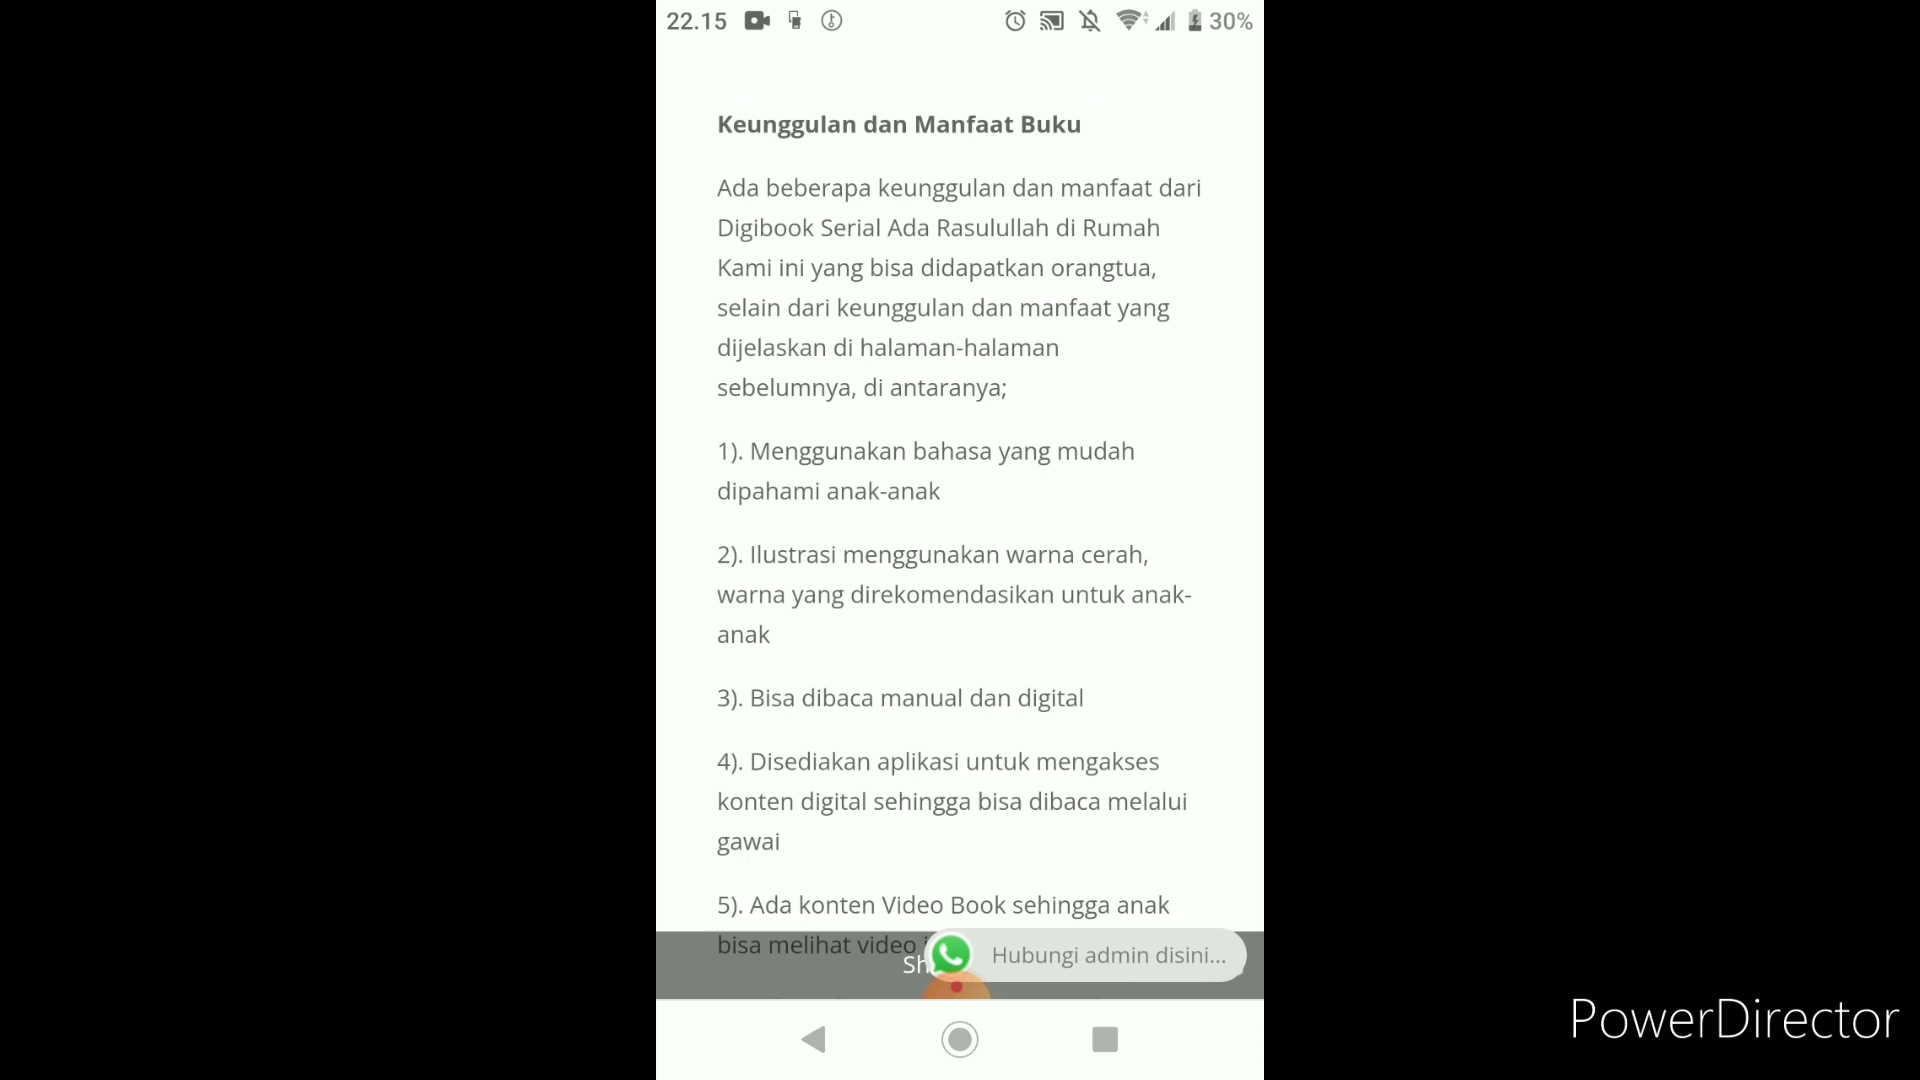 22.15
30%
Keunggulan dan Manfaat Buku
Ada beberapa keunggulan dan manfaat dari
Digibook Serial Ada Rasulullah di Rumah
Kami ini yang bisa didapatkan orangtua,
selain dari keunggulan dan manfaat yang
dijelaskan di halaman-halaman
sebelumnya, di antaranya;
1). Menggunakan bahasa yang mudah
dipahami anak-anak
2). Ilustrasi menggunakan warna cerah,
warna yang direkomendasikan untuk anak-
anak
3). Bisa dibaca manual dan digital
4). Disediakan aplikasi untuk mengakses
konten digital sehingga bisa dibaca melalui
gawai
5). Ada konten Video Book sehingga anak
bisa melihat video
Hubungi admin disini...
PowerDirector